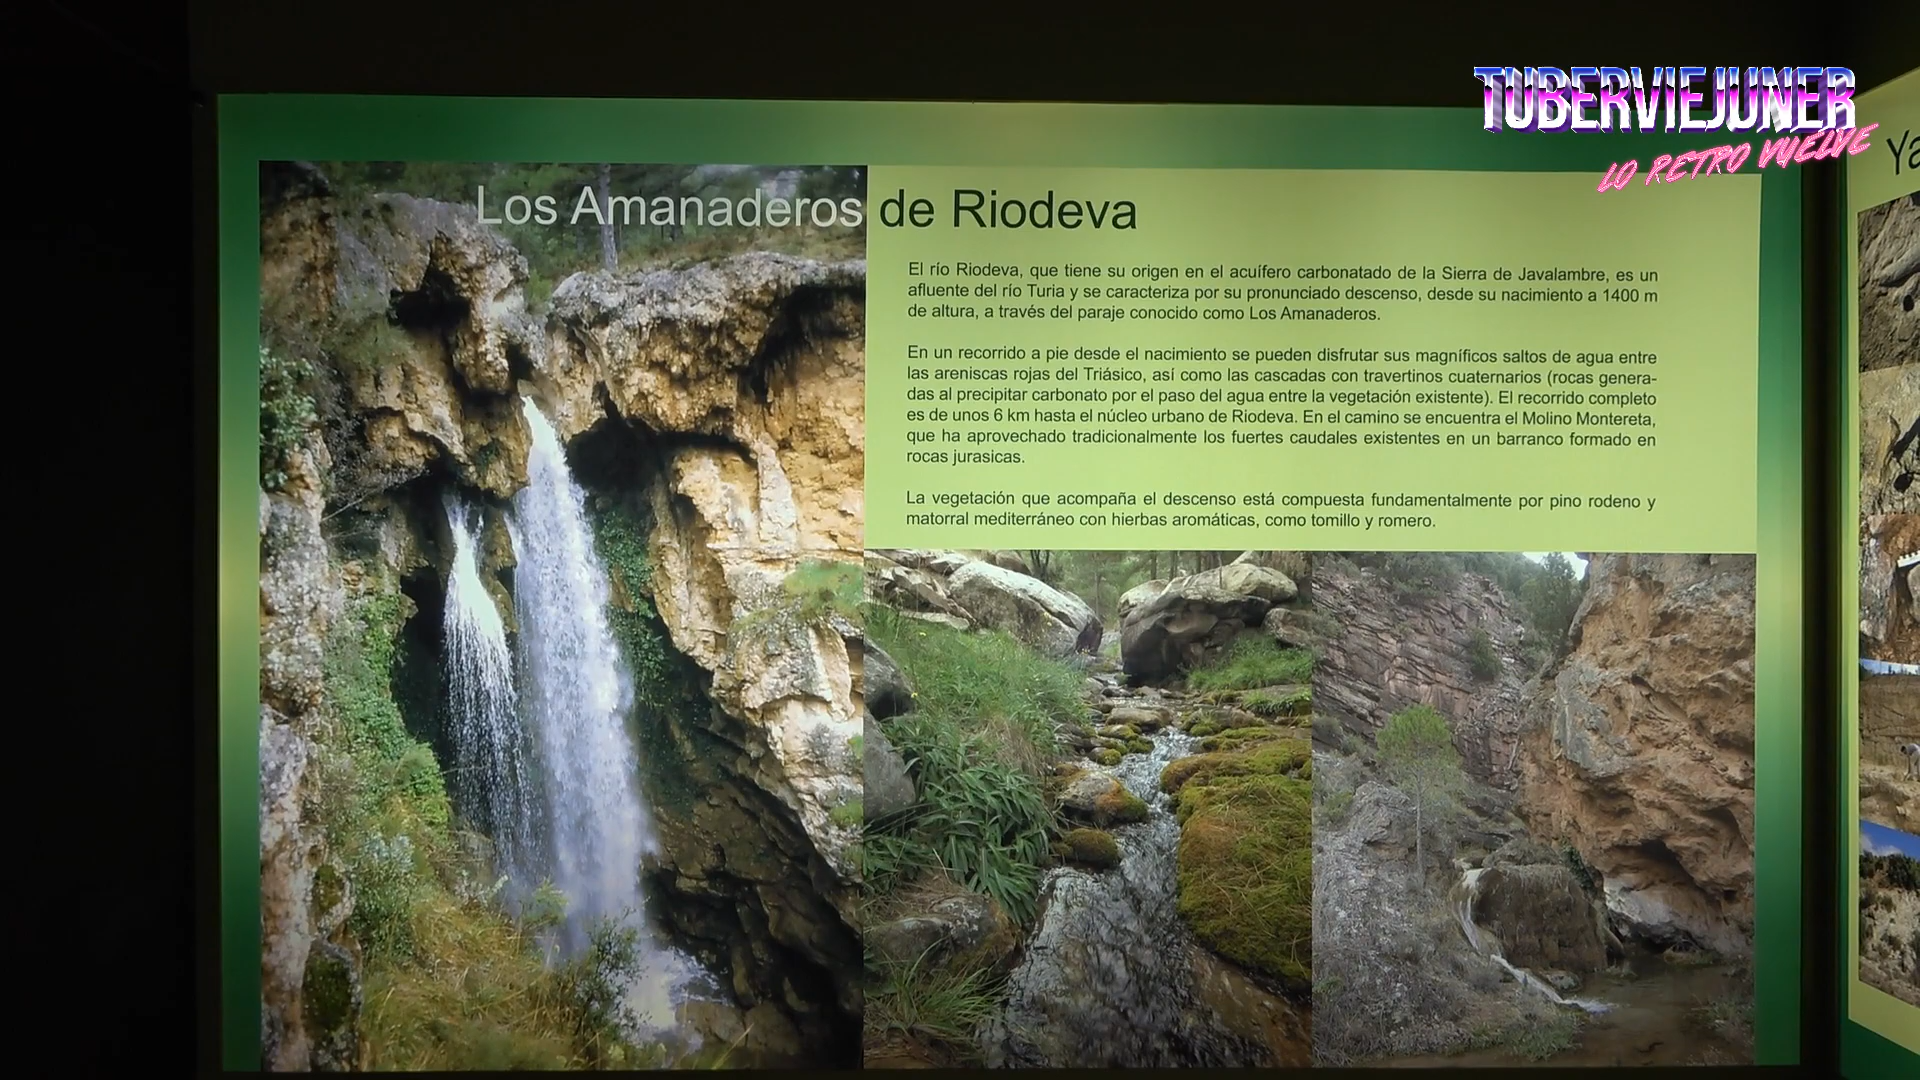 TUBERVIEJUNER
LO RETRO VUELVE
Los Amanaderos de Riodeva
El río Riodeva, que tiene su origen en el acuífero carbonatado de la Sierra de Javalambre, es un
afluente del río Turia y se caracteriza por su pronunciado descenso, desde su nacimiento a 1400 m
de altura, a través del paraje conocido como Los Amanaderos.
En un recorrido a pie desde el nacimiento se pueden disfrutar sus magníficos saltos de agua entre
las areniscas rojas del Triásico, así como las cascadas con travertinos cuaternarios (rocas genera-
das al precipitar carbonato por el paso del agua entre la vegetación existente). El recorrido completo
es de unos 6 km hasta el núcleo urbano de Riodeva. En el camino se encuentra el Molino Montereta,
que ha aprovechado tradicionalmente los fuertes caudales existentes en un barranco formado en
rocas jurasicas.
La vegetación que acompaña el descenso está compuesta fundamentalmente por pino rodeno y
matorral mediterráneo con hierbas aromáticas, como tomillo y romero.